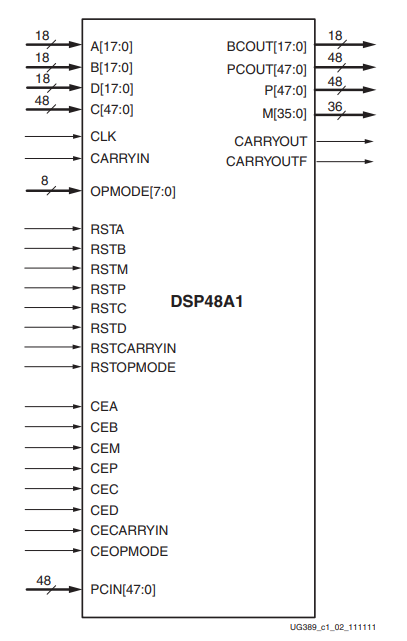 18 A[17:0] BCOUT[17:0] 18
18 B[17:0] PCOUT[47:0] 48
18 D[17:0] P[47:0] 48
48 C[47:0] M[35:0] 36
CLK CARRYOUT
CARRYIN CARRYOUTF
8 OPMODE[7:0]
RSTA
RSTB
RSTM
RSTP
RSTC
RSTD
RSTCARRYIN
RSTOPMODE
DSP48A1
CEA
CEB
CEM
CEP
CEC
CED
CECARRYIN
CEOPMODE
48 PCIN[47:0]
UG389_c1_02_111111